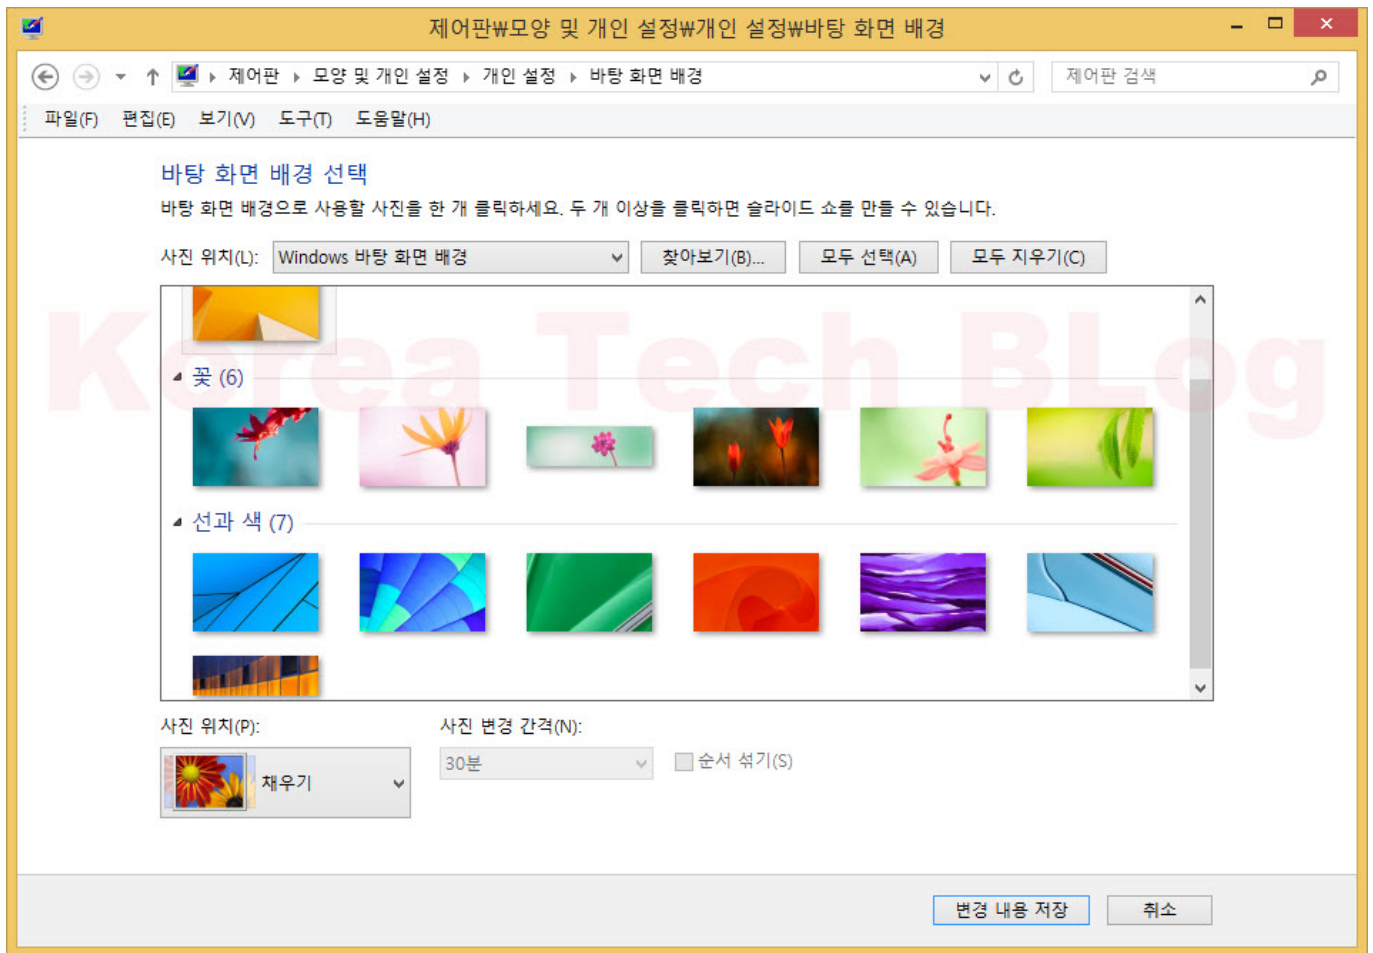 제어판₩모양 및 개인 설정₩개인 설정₩바탕 화면 배경
제어판 모양 및 개인 설정 개인 설정 바탕 화면 배경 제어판 검색
파일(F) 편집(E) 보기(V) 도구(T) 도움말(H)
바탕 화면 배경 선택
바탕 화면 배경으로 사용할 사진을 한 개 클릭하세요. 두 개 이상을 클릭하면 슬라이드 쇼를 만들 수 있습니다.
사진 위치(L): Windows 바탕 화면 배경 찾아보기(B)... 모두 선택(A) 모두 지우기(C)
Korea Tech BLog
꽃 (6)
선과 색 (7)
사진 위치(P): 사진 변경 간격(N):
채우기 30분 순서 섞기(S)
변경 내용 저장 취소